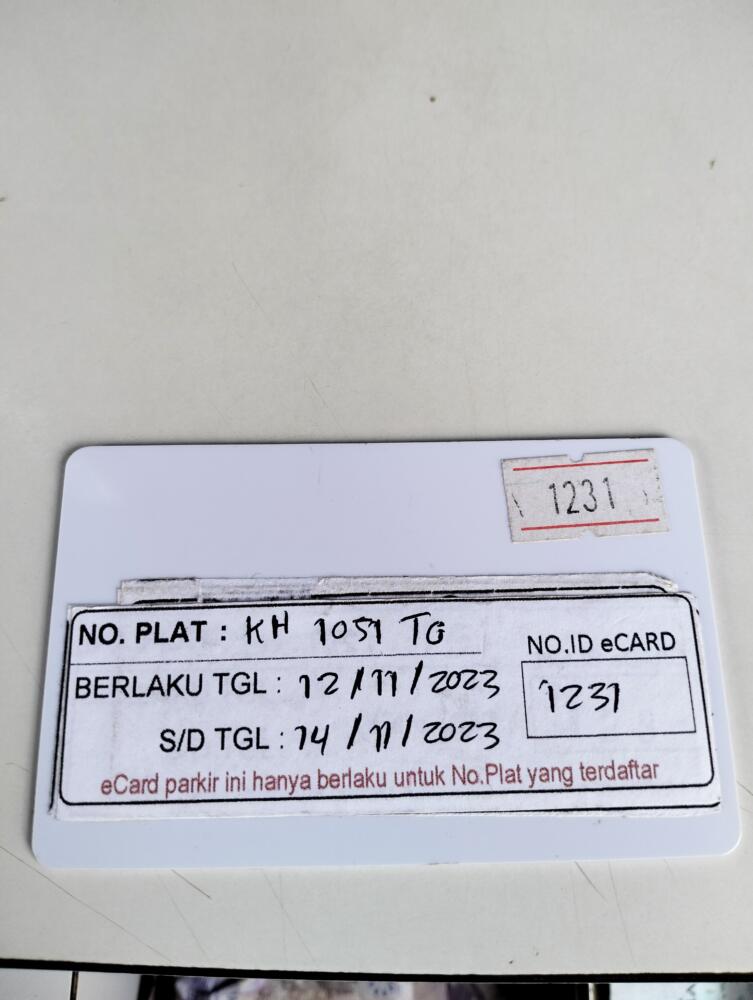 1231
NO. PLAT : KH 1051 TG
BERLAKU TGL : 12/11/2023
NO.ID eCARD
1231
S/D TGL : 14/11/2023
eCard parkir ini hanya berlaku untuk No.Plat yang terdaftar